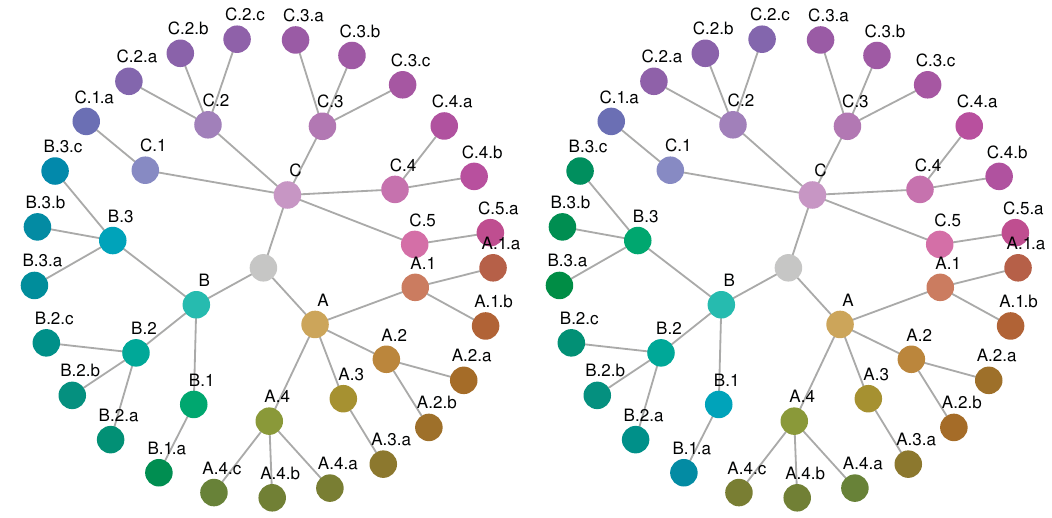 C.2.c C.3.a C.2.c C.3.a
C.2.b C.3.b C.2.b C.3.b
C.2.a C.3.c C.2.a C.3.c
C.1.a C.2 C.3 C.4.a C.1.a C.2 C.3 C.4.a
B.3.c C.1 C C.4 C.4.b B.3.c C.1 C C.4 C.4.b
B.3.b B.3 C.5 C.5.a B.3.b B.3 C.5 C.5.a
A.1.a A.1.a
B.3.a B A.1 B.3.a B A.1
A A.1.b A A.1.b
B.2.c B.2 A.2 B.2.c B.2 A.2
B.2.b A.3 A.2.a B.2.b A.3 A.2.a
B.2.a B.1 A.4 A.2.b B.2.a B.1 A.4 A.2.b
B.1.a A.3.a B.1.a A.3.a
A.4.c A.4.b A.4.a A.4.c A.4.b A.4.a